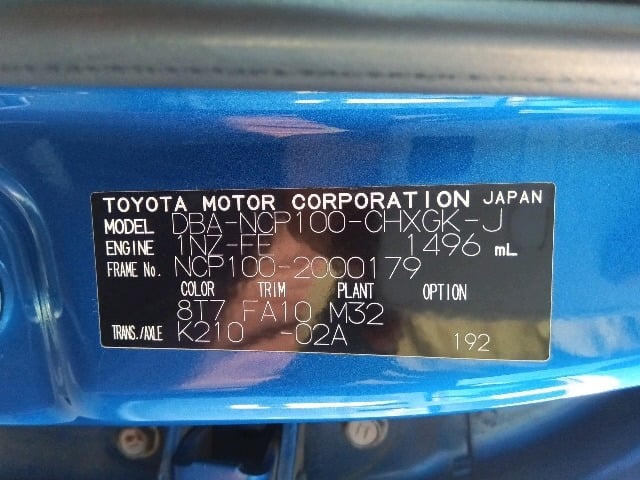 TOYOTA MOTOR CORPORATION JAPAN
MODEL DBA-NCP100-CHXGK-J
ENGINE 1NZ-FE 1496 mL
FRAME No. NCP100-2000179
COLOR TRIM PLANT OPTION
8T7 FA10 M32
TRANS./AXLE K210 -02A 192